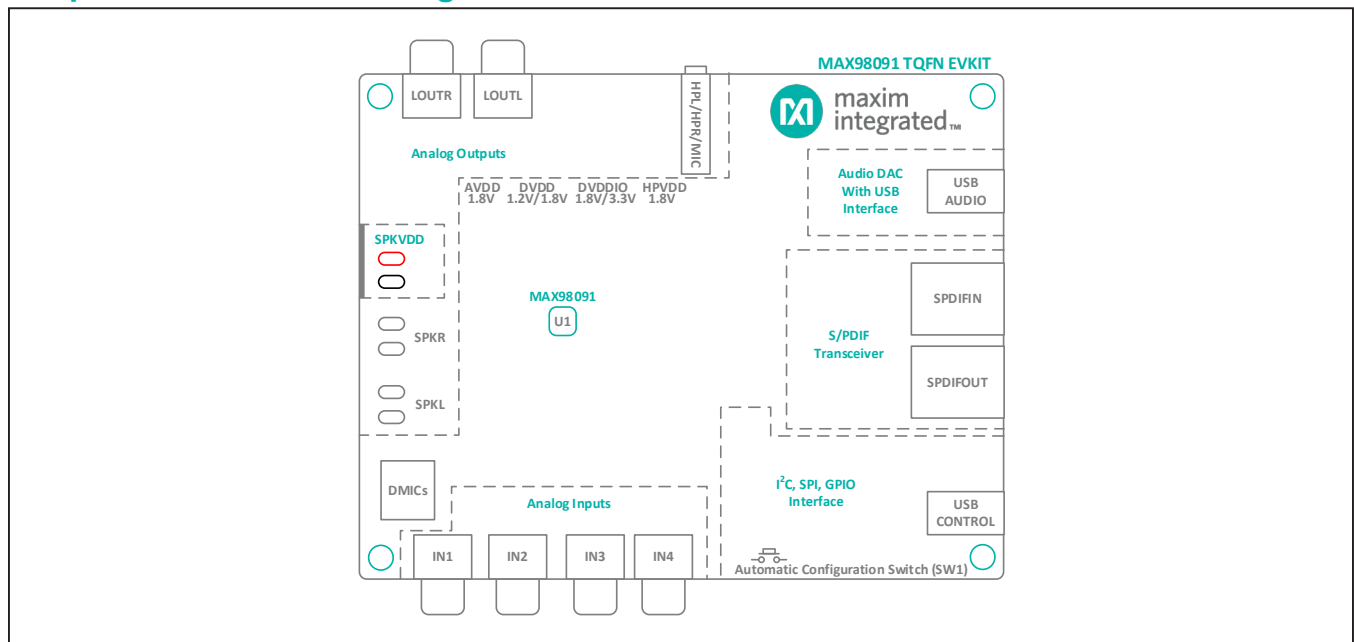 MAX98091 TQFN EVKIT
maxim
integrated™
LOUTR
LOUTL
HPL/HPR/MIC
Analog Outputs
AVDD
1.8V
DVDD
1.2V/1.8V
DVDDIO
1.8V/3.3V
HPVDD
1.8V
Audio DAC
With USB
Interface
USB
AUDIO
SPKVDD
MAX98091
U1
SPKR
SPKL
S/PDIF
Transceiver
SPDIFIN
SPDIFOUT
DMICs
Analog Inputs
IN1
IN2
IN3
IN4
I²C, SPI, GPIO
Interface
USB
CONTROL
Automatic Configuration Switch (SW1)